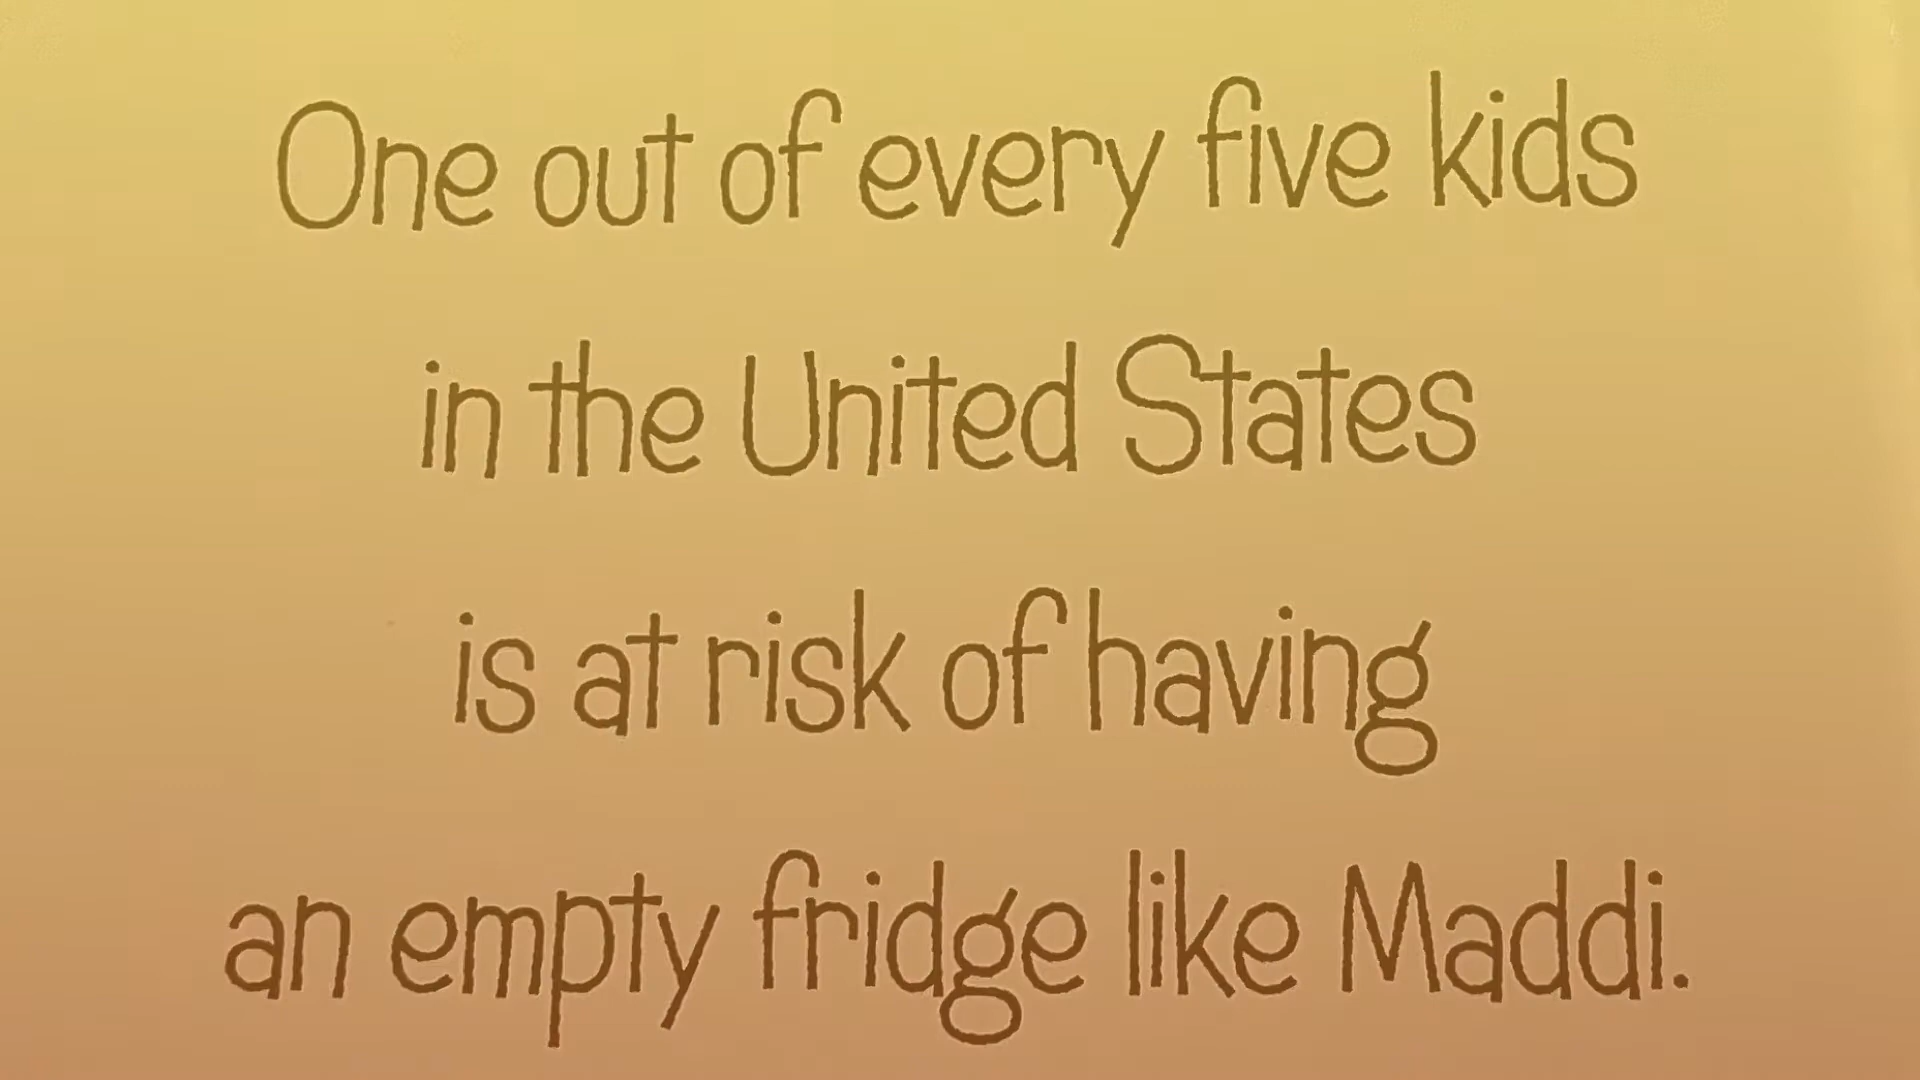 One out of every five kids
in the United States
is at risk of having
an empty fridge like Maddi.